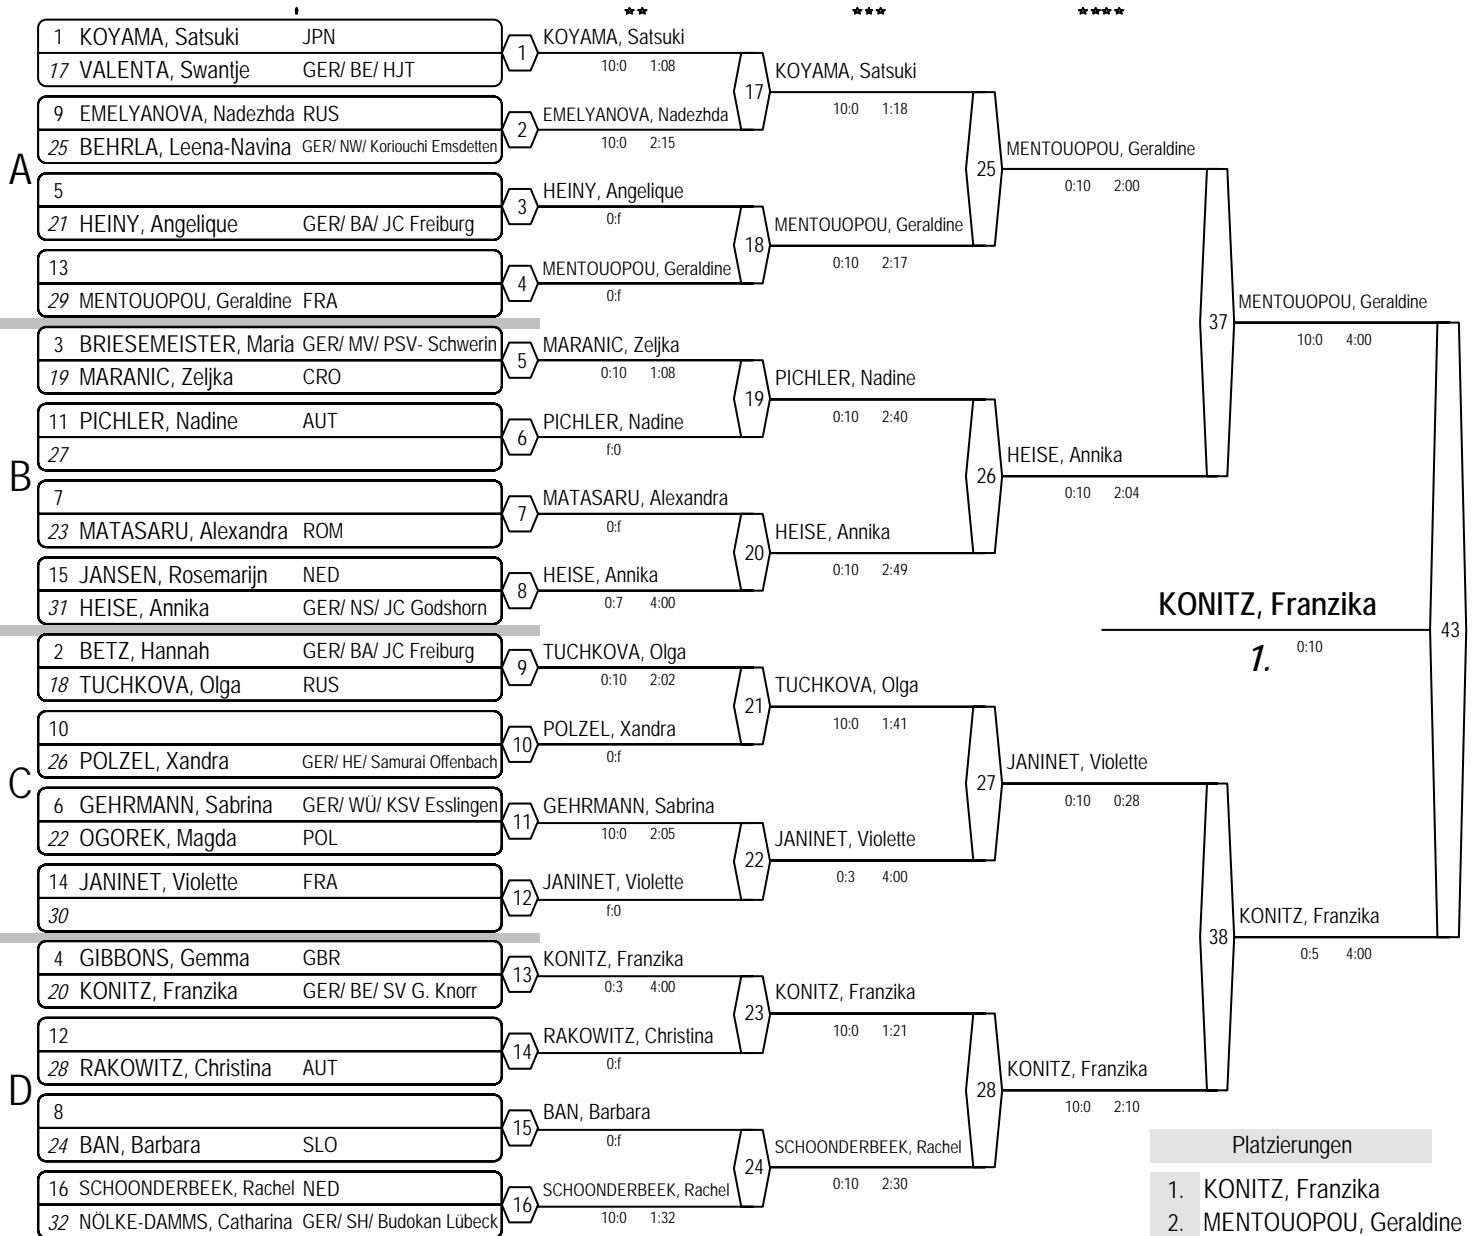 1 KOYAMA, Satsuki JPN
17 VALENTA, Swantje GER/ BE/ HJT
9 EMELYANOVA, Nadezhda RUS
25 BEHRLA, Leena-Navina GER/ NW/ Koriouchi Emsdetten
A
5
21 HEINY, Angelique GER/ BA/ JC Freiburg
13
29 MENTOUOPOU, Geraldine FRA
3 BRIESEMEISTER, Maria GER/ MV/ PSV- Schwerin
19 MARANIC, Zeljka CRO
11 PICHLER, Nadine AUT
27
B
7
23 MATASARU, Alexandra ROM
15 JANSEN, Rosemarijn NED
31 HEISE, Annika GER/ NS/ JC Godshorn
2 BETZ, Hannah GER/ BA/ JC Freiburg
18 TUCHKOVA, Olga RUS
10
26 POLZEL, Xandra GER/ HE/ Samurai Offenbach
C
6 GEHRMANN, Sabrina GER/ WÜ/ KSV Esslingen
22 OGOREK, Magda POL
14 JANINET, Violette FRA
30
4 GIBBONS, Gemma GBR
20 KONITZ, Franzika GER/ BE/ SV G. Knorr
12
28 RAKOWITZ, Christina AUT
D
8
24 BAN, Barbara SLO
16 SCHOONDERBEEK, Rachel NED
32 NÖLKE-DAMMS, Catharina GER/ SH/ Budokan Lübeck
1 KOYAMA, Satsuki
10:0 1:08
2 EMELYANOVA, Nadezhda
10:0 2:15
3 HEINY, Angelique
0:f
4 MENTOUOPOU, Geraldine
0:f
5 MARANIC, Zeljka
0:10 1:08
6 PICHLER, Nadine
f:0
7 MATASARU, Alexandra
0:f
8 HEISE, Annika
0:7 4:00
9 TUCHKOVA, Olga
0:10 2:02
10 POLZEL, Xandra
0:f
11 GEHRMANN, Sabrina
10:0 2:05
12 JANINET, Violette
f:0
13 KONITZ, Franzika
0:3 4:00
14 RAKOWITZ, Christina
0:f
15 BAN, Barbara
0:f
16 SCHOONDERBEEK, Rachel
10:0 1:32
17 KOYAMA, Satsuki
10:0 1:18
18 MENTOUOPOU, Geraldine
0:10 2:17
19 PICHLER, Nadine
0:10 2:40
20 HEISE, Annika
0:10 2:49
21 TUCHKOVA, Olga
10:0 1:41
22 JANINET, Violette
0:3 4:00
23 KONITZ, Franzika
10:0 1:21
24 SCHOONDERBEEK, Rachel
0:10 2:30
25 MENTOUOPOU, Geraldine
0:10 2:00
26 HEISE, Annika
0:10 2:04
27 JANINET, Violette
0:10 0:28
28 KONITZ, Franzika
10:0 2:10
37 MENTOUOPOU, Geraldine
10:0 4:00
38 KONITZ, Franzika
0:5 4:00
KONITZ, Franzika 43
1. 0:10
Platzierungen
1. KONITZ, Franzika
2. MENTOUOPOU, Geraldine